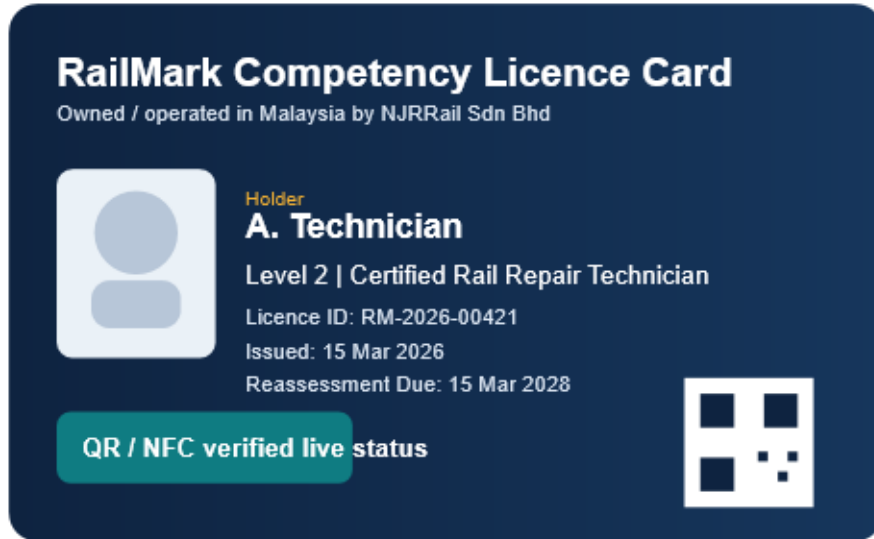 RailMark Competency Licence Card
Owned / operated in Malaysia by NJRRail Sdn Bhd
Holder
A. Technician
Level 2 | Certified Rail Repair Technician
Licence ID: RM-2026-00421
Issued: 15 Mar 2026
Reassessment Due: 15 Mar 2028
QR / NFC verified live status